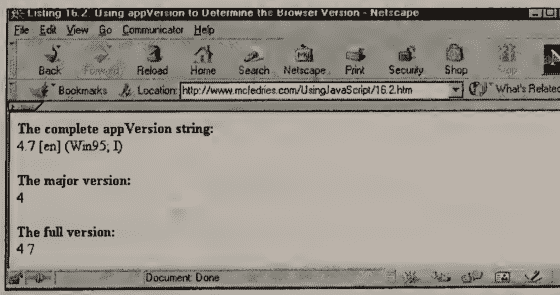 Listing 16.2. Using appVersion to Determine the Browser Version - Netscape
File Edit View Go Communicator Help
Back Forward Reload Home Search Netscape Print Security Shop Stop
Bookmarks Location: http://www.mcfedries.com/UsingJavaScript/16.2.htm What's Related
The complete appVersion string:
4.7 [en] (Win95; I)
The major version:
4
The full version:
4.7
Document: Done